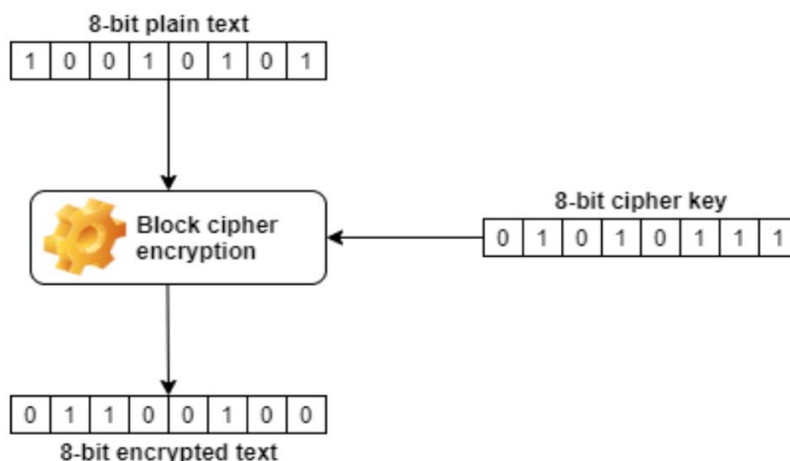 8-bit plain text
1 0 0 1 0 1 0 1
Block cipher
encryption
8-bit cipher key
0 1 0 1 0 1 1 1
0 1 1 0 0 1 0 0
8-bit encrypted text